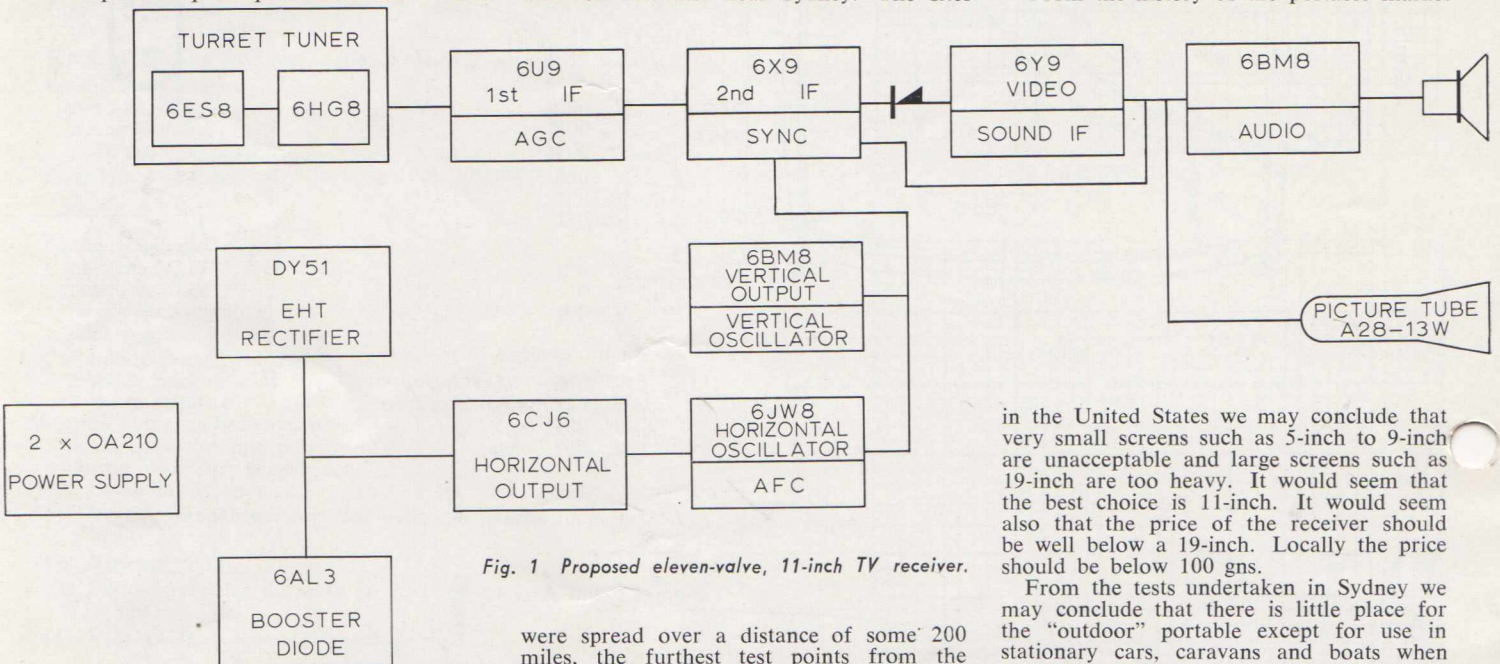 TURRET TUNER
6ES8
6HG8
6U9
1st IF
AGC
6X9
2nd IF
SYNC
6Y9
VIDEO
SOUND IF
6BM8
AUDIO
PICTURE TUBE
A28-13W
6BM8
VERTICAL
OUTPUT
VERTICAL
OSCILLATOR
DY51
EHT
RECTIFIER
2 x OA210
POWER SUPPLY
6CJ6
HORIZONTAL
OUTPUT
6JW8
HORIZONTAL
OSCILLATOR
AFC
6AL3
BOOSTER
DIODE
Fig. 1 Proposed eleven-valve, 11-inch TV receiver.
were spread over a distance of some 200
miles, the furthest test points from the
in the United States we may conclude that
very small screens such as 5-inch to 9-inch
are unacceptable and large screens such as
19-inch are too heavy. It would seem that
the best choice is 11-inch. It would seem
also that the price of the receiver should
be well below a 19-inch. Locally the price
should be below 100 gns.
From the tests undertaken in Sydney we
may conclude that there is little place for
the "outdoor" portable except for use in
stationary cars, caravans and boats when